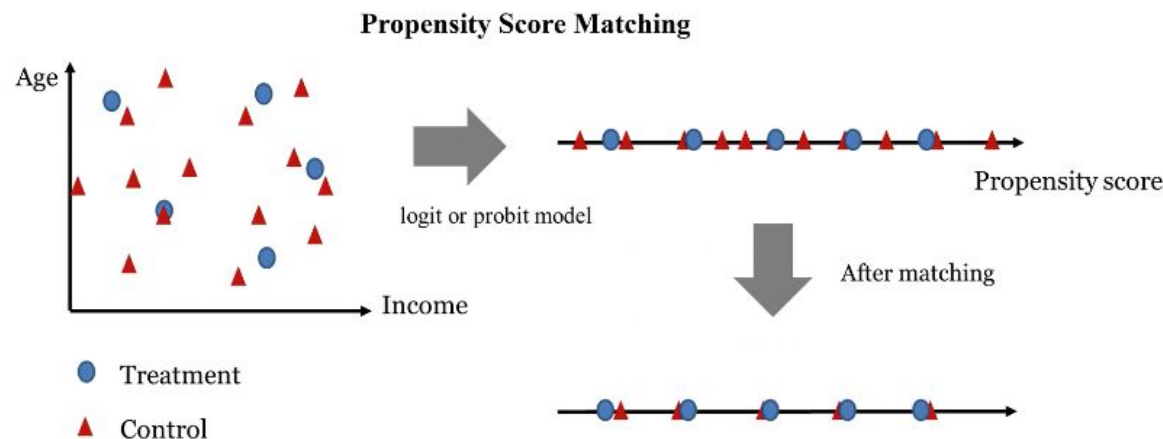 Propensity Score Matching
Age
Income
logit or probit model
Propensity score
After matching
Treatment
Control